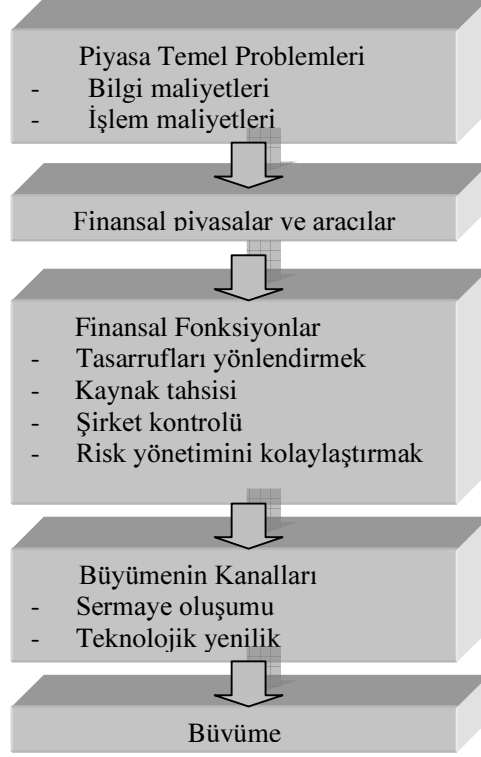 Piyasa Temel Problemleri
- Bilgi maliyetleri
- İşlem maliyetleri
Finansal piyasalar ve aracılar
Finansal Fonksiyonlar
- Tasarrufları yönlendirmek
- Kaynak tahsisi
- Şirket kontrolü
- Risk yönetimini kolaylaştırmak
Büyümenin Kanalları
- Sermaye oluşumu
- Teknolojik yenilik
Büyüme